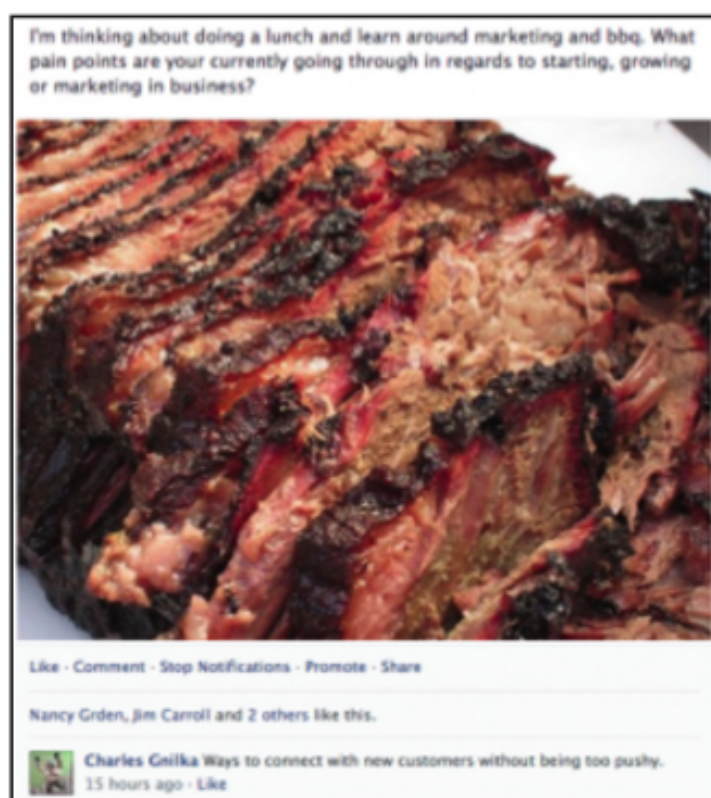 I'm thinking about doing a lunch and learn around marketing and bbq. What
pain points are your currently going through in regards to starting, growing
or marketing in business?
Like · Comment · Stop Notifications · Promote · Share
Nancy Grden, Jim Carroll and 2 others like this.
Charles Gnilka Ways to connect with new customers without being too pushy.
15 hours ago · Like